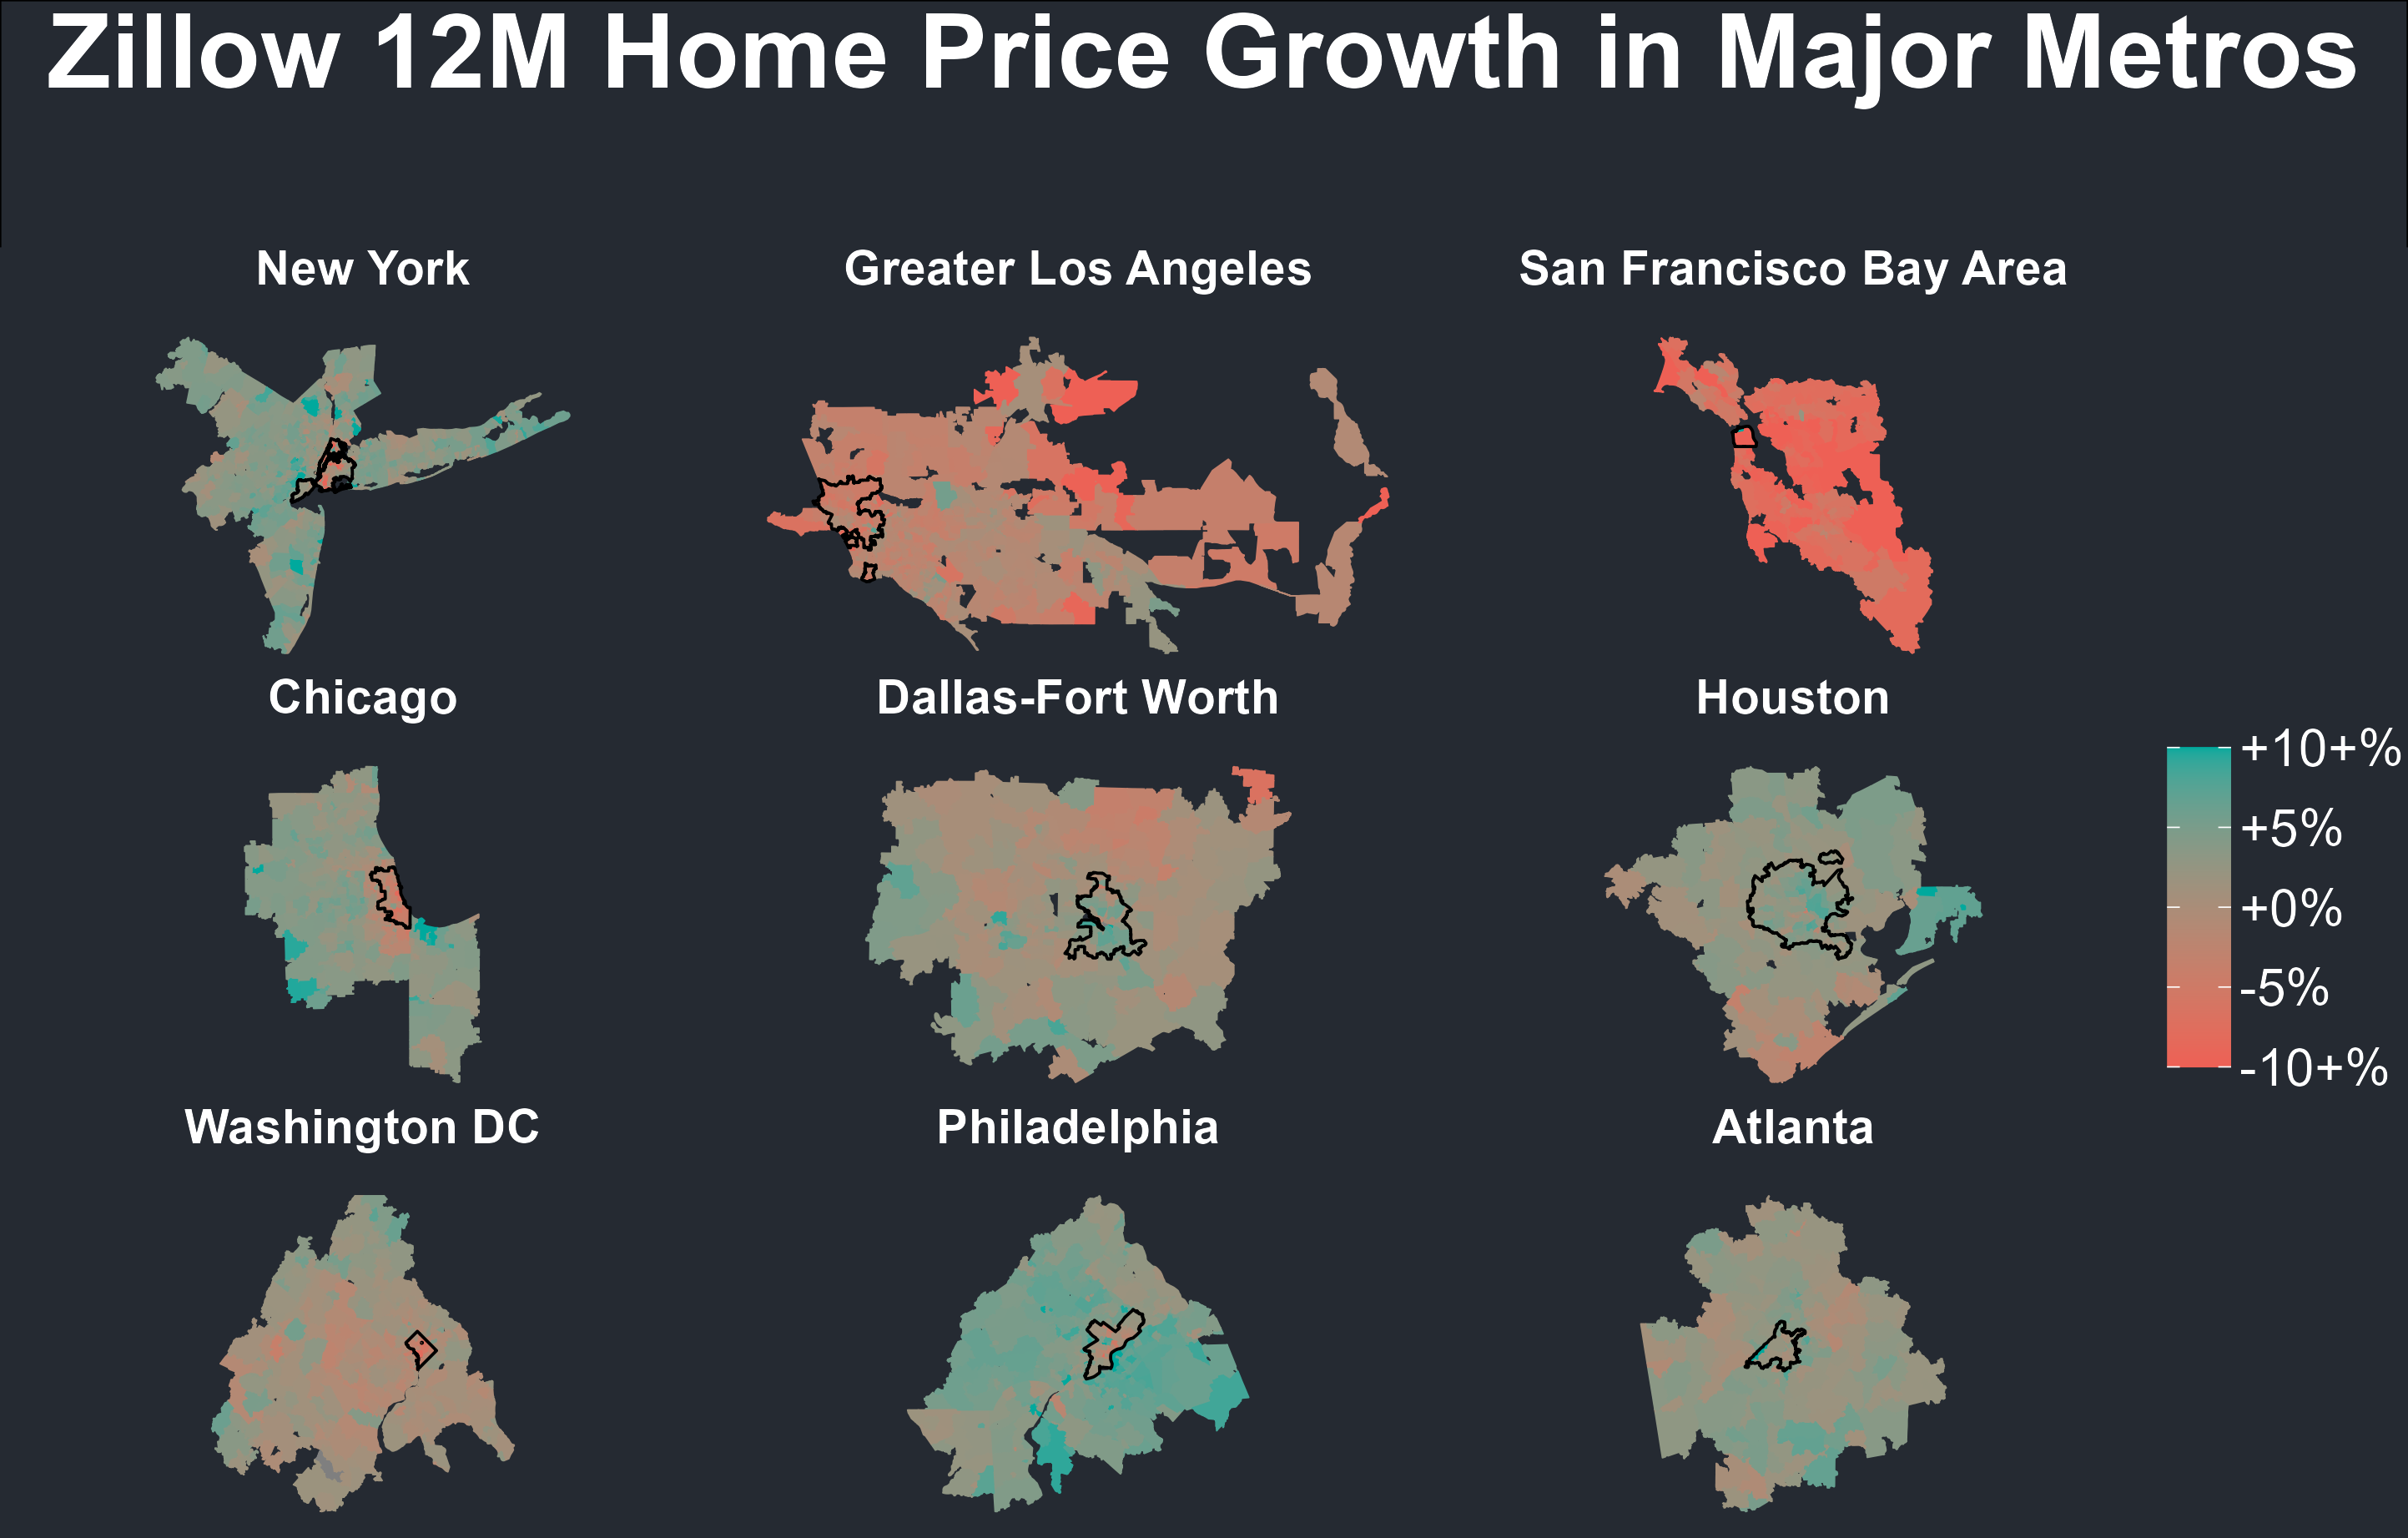 Zillow 12M Home Price Growth in Major Metros
New York
Greater Los Angeles
San Francisco Bay Area
Chicago
Dallas-Fort Worth
Houston
+10+%
+5%
+0%
-5%
-10+%
Washington DC
Philadelphia
Atlanta